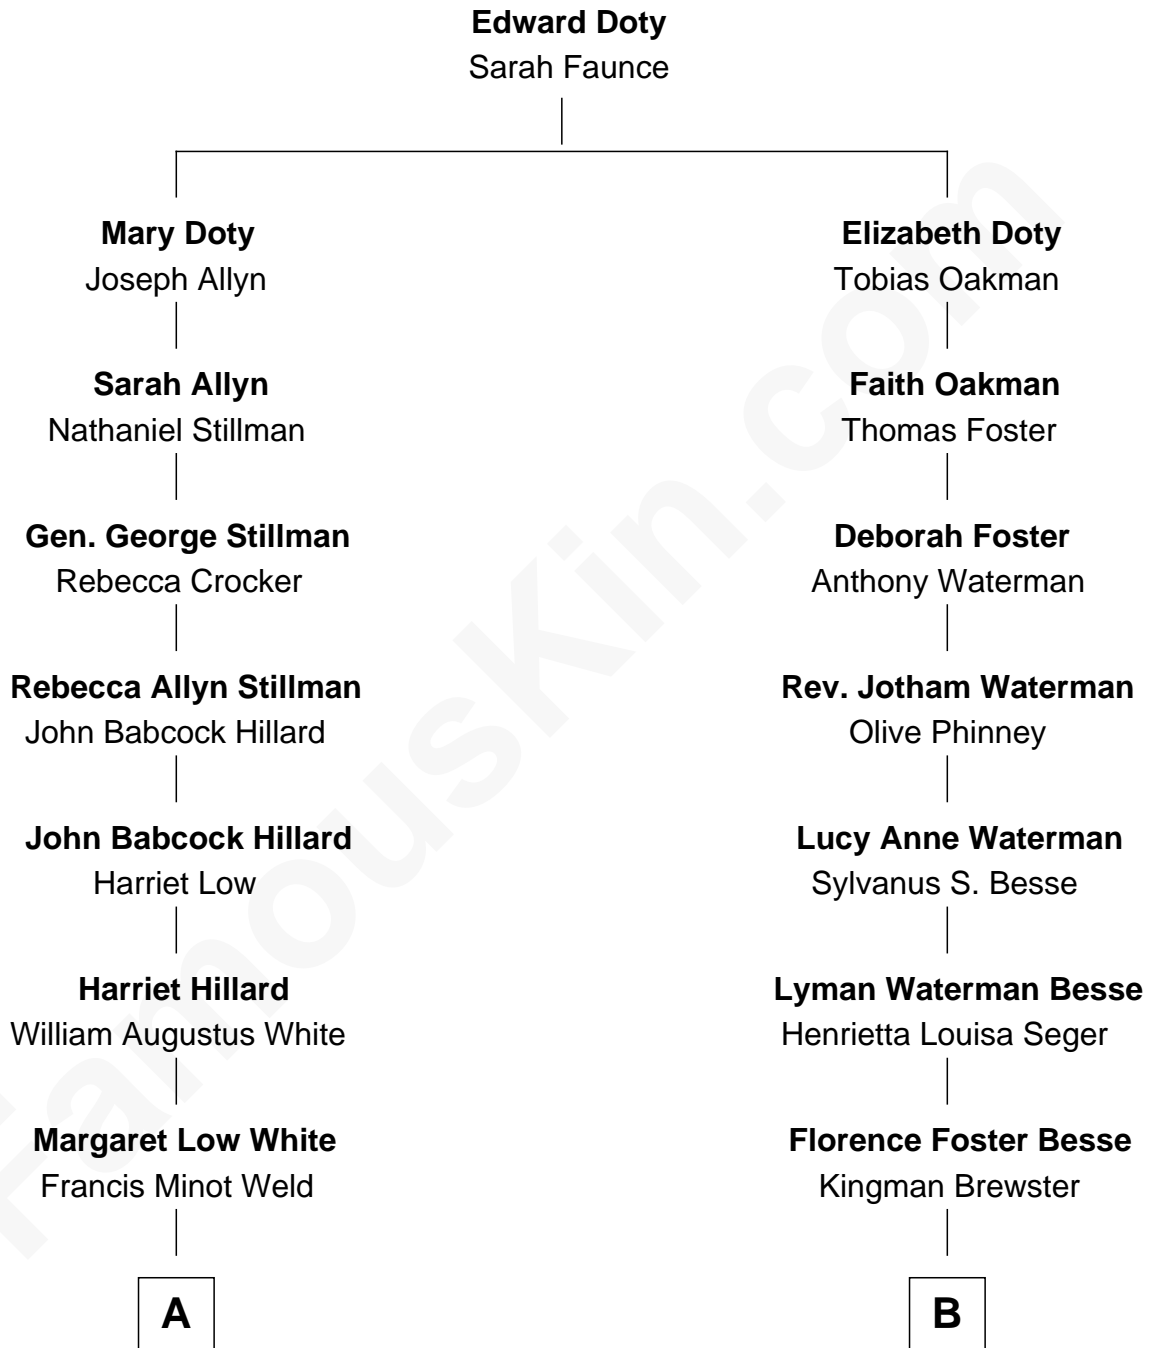 Edward Doty
Sarah Faunce
Mary Doty
Joseph Allyn
Elizabeth Doty
Tobias Oakman
Sarah Allyn
Nathaniel Stillman
Faith Oakman
Thomas Foster
Gen. George Stillman
Rebecca Crocker
Deborah Foster
Anthony Waterman
Rebecca Allyn Stillman
John Babcock Hillard
Rev. Jotham Waterman
Olive Phinney
John Babcock Hillard
Harriet Low
Lucy Anne Waterman
Sylvanus S. Besse
Harriet Hillard
William Augustus White
Lyman Waterman Besse
Henrietta Louisa Seger
Margaret Low White
Francis Minot Weld
Florence Foster Besse
Kingman Brewster
A
B
FamousKin.com